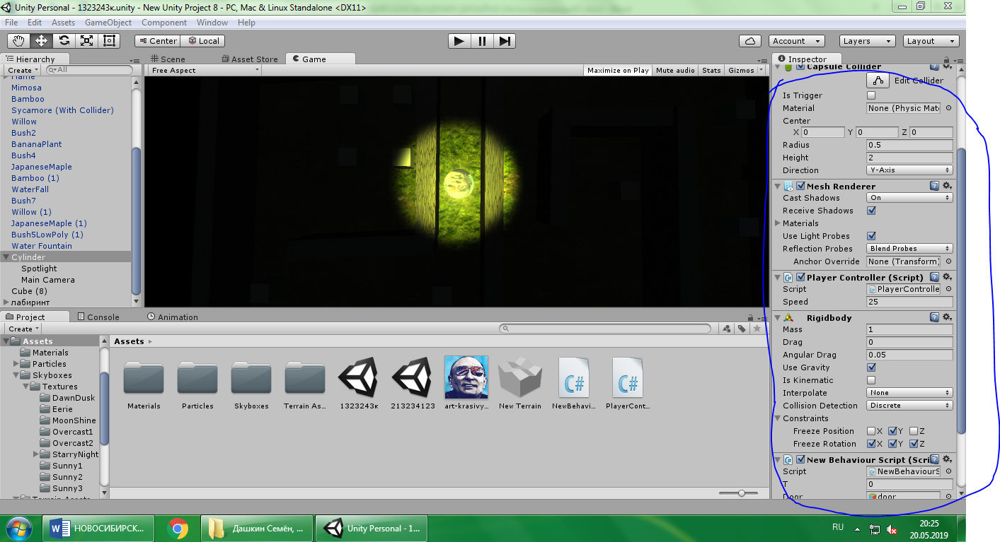 Unity Personal - 1323243к.unity - New Unity Project 8 - PC, Mac & Linux Standalone <DX11>
File Edit Assets GameObject Component Window Help
Center Local Account Layers Layout
Hierarchy Scene Asset Store Game Inspector
Create All Free Aspect Maximize on Play Mute audio Stats Gizmos
Capsule Collider
Edit Collider
Is Trigger
Material None (Physic Mat
Center
X 0 Y 0 Z 0
Radius 0.5
Height 2
Direction Y-Axis
Mesh Renderer
Cast Shadows On
Receive Shadows
Materials
Use Light Probes
Reflection Probes Blend Probes
Anchor Override None (Transform)
Player Controller (Script)
Script PlayerControlle
Speed 25
Rigidbody
Mass 1
Drag 0
Angular Drag 0.05
Use Gravity
Is Kinematic
Interpolate None
Collision Detection Discrete
Constraints
Freeze Position X Y Z
Freeze Rotation X Y Z
New Behaviour Script (Scri
Script NewBehaviourS
T 0
Door door
Mimosa
Bamboo
Sycamore (With Collider)
Willow
Bush2
BananaPlant
Bush4
JapaneseMaple
Bamboo (1)
WaterFall
Bush7
Willow (1)
JapaneseMaple (1)
Bush5LowPoly (1)
Water Fountain
Cylinder
Spotlight
Main Camera
Cube (8)
лабиринт
Project Console Animation
Create
Assets
Materials
Particles
Skyboxes
Textures
DawnDusk
Eerie
MoonShine
Overcast1
Overcast2
StarryNight
Sunny1
Sunny2
Sunny3
Terrain Assets
Assets
Materials Particles Skyboxes Terrain As... 1323243к 213234123 art-krasivy... New Terrain NewBehavi... PlayerCont...
НОВОСИБИРСК... Дашкин Семён, ... Unity Personal - 1... RU 20:25
20.05.2019